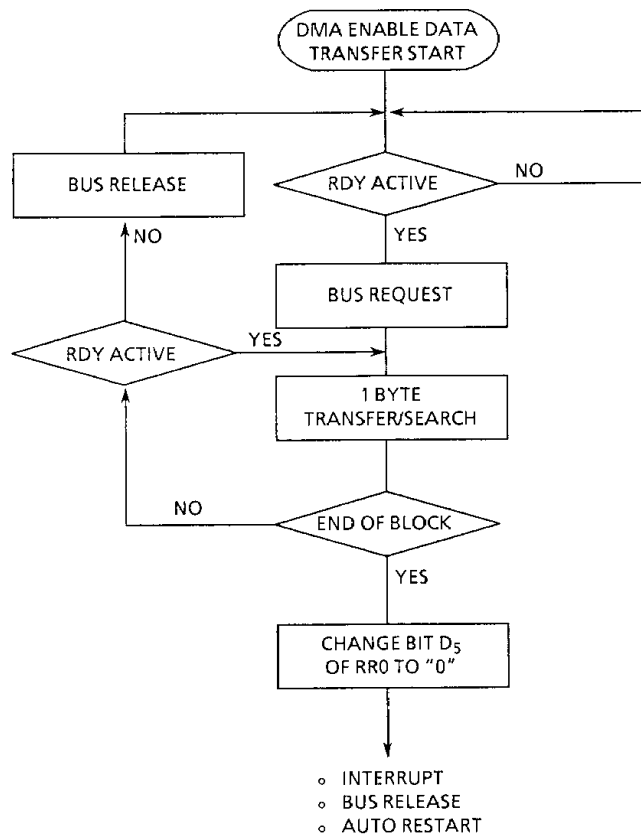 DMA ENABLE DATA
TRANSFER START
BUS RELEASE
RDY ACTIVE
NO
NO
YES
BUS REQUEST
RDY ACTIVE
YES
1 BYTE
TRANSFER/SEARCH
NO
END OF BLOCK
YES
CHANGE BIT D5
OF RR0 TO "0"
o INTERRUPT
o BUS RELEASE
o AUTO RESTART